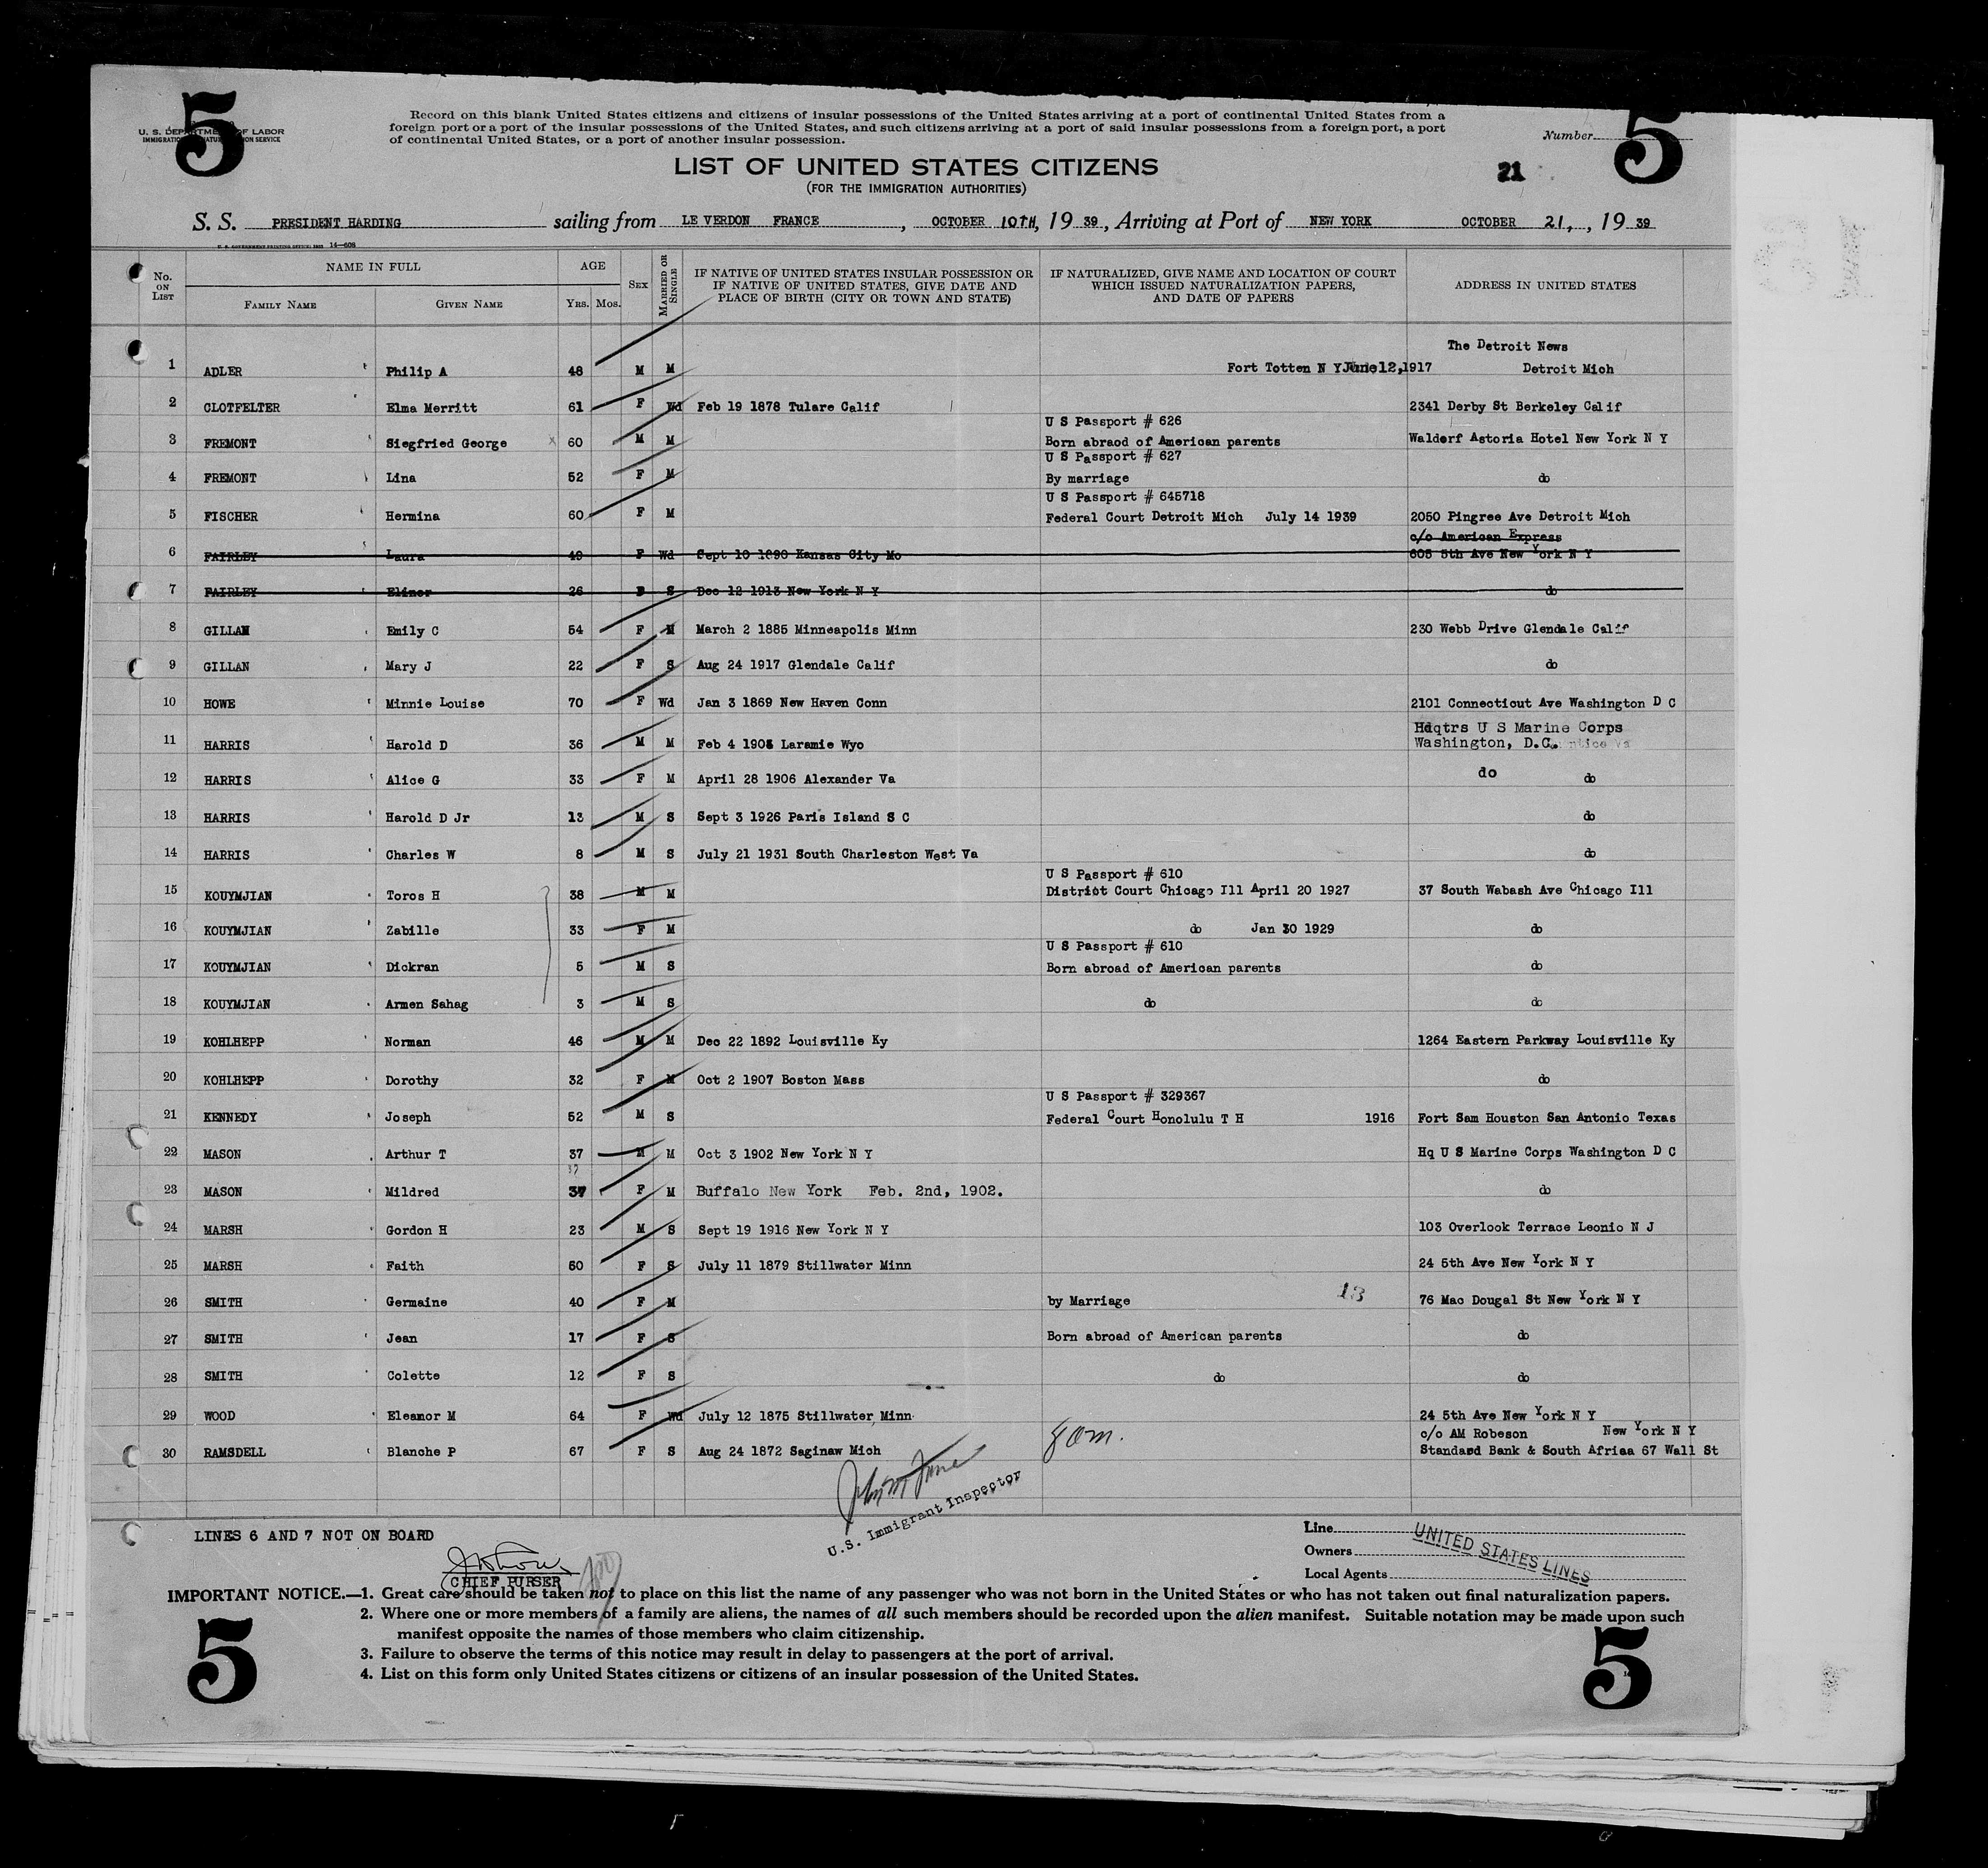 5
5
U. S. DEPARTMENT OF LABOR
IMMIGRATION AND NATURALIZATION SERVICE
Record on this blank United States citizens and citizens of insular possessions of the United States arriving at a port of continental United States from a
foreign port or a port of the insular possessions of the United States, and such citizens arriving at a port of said insular possessions from a foreign port, a port
of continental United States, or a port of another insular possession.
Number
LIST OF UNITED STATES CITIZENS
(FOR THE IMMIGRATION AUTHORITIES)
21
S. S. PRESIDENT HARDING sailing from LE VERDON FRANCE, OCTOBER 10TH, 19 39, Arriving at Port of NEW YORK OCTOBER 21, , 19 39
U. S. GOVERNMENT PRINTING OFFICE: 14—608
No. ON LIST NAME IN FULL AGE SEX MARRIED OR SINGLE IF NATIVE OF UNITED STATES INSULAR POSSESSION OR IF NATIVE OF UNITED STATES, GIVE DATE AND PLACE OF BIRTH (CITY OR TOWN AND STATE) IF NATURALIZED, GIVE NAME AND LOCATION OF COURT WHICH ISSUED NATURALIZATION PAPERS, AND DATE OF PAPERS ADDRESS IN UNITED STATES
FAMILY NAME GIVEN NAME YRS. MOS.
The Detroit News
1 ADLER Philip A 48 M M Fort Totten N Y June 12, 1917 Detroit Mich
2 CLOTFELTER Elma Merritt 61 F Wd Feb 19 1878 Tulare Calif 2341 Derby St Berkeley Calif
U S Passport # 626
3 FREMONT Siegfried George x 60 M M Born abraod of American parents Waldorf Astoria Hotel New York N Y
U S Passport # 627
4 FREMONT Lina 52 F M By marriage do
U S Passport # 645718
5 FISCHER Hermina 60 F M Federal Court Detroit Mich July 14 1939 2050 Pingree Ave Detroit Mich
c/o American Express
6 FAIRLEY Laura 49 F Wd Sept 10 1890 Kansas City Mo 605 5th Ave New York N Y
7 FAIRLEY Elinor 26 F S Dec 12 1913 New York N Y do
8 GILLAN Emily C 54 F M March 2 1885 Minneapolis Minn 230 Webb Drive Glendale Calif
9 GILLAN Mary J 22 F S Aug 24 1917 Glendale Calif do
10 HOWE Minnie Louise 70 F Wd Jan 3 1869 New Haven Conn 2101 Connecticut Ave Washington D C
Hdqtrs U S Marine Corps
11 HARRIS Harold D 36 M M Feb 4 1903 Laramie Wyo Washington, D.C.
12 HARRIS Alice G 33 F M April 28 1906 Alexander Va do do
13 HARRIS Harold D Jr 13 M S Sept 3 1926 Paris Island S C do
14 HARRIS Charles W 8 M S July 21 1931 South Charleston West Va do
U S Passport # 610
15 KOUYMJIAN Toros H 38 M M District Court Chicago Ill April 20 1927 37 South Wabash Ave Chicago Ill
16 KOUYMJIAN Zabille 33 F M do Jan 30 1929 do
U S Passport # 610
17 KOUYMJIAN Dickran 5 M S Born abroad of American parents do
18 KOUYMJIAN Armen Sahag 3 M S do do
19 KOHLHEPP Norman 46 M M Dec 22 1892 Louisville Ky 1264 Eastern Parkway Louisville Ky
20 KOHLHEPP Dorothy 32 F M Oct 2 1907 Boston Mass do
U S Passport # 329367
21 KENNEDY Joseph 52 M S Federal Court Honolulu T H 1916 Fort Sam Houston San Antonio Texas
22 MASON Arthur T 37 M M Oct 3 1902 New York N Y Hq U S Marine Corps Washington D C
37
23 MASON Mildred 37 F M Buffalo New York Feb. 2nd, 1902. do
24 MARSH Gordon H 23 M S Sept 19 1916 New York N Y 103 Overlook Terrace Leonio N J
25 MARSH Faith 60 F S July 11 1879 Stillwater Minn 24 5th Ave New York N Y
26 SMITH Germaine 40 F M by Marriage 13 76 Mac Dougal St New York N Y
27 SMITH Jean 17 F S Born abroad of American parents do
28 SMITH Colette 12 F S do do
29 WOOD Eleanor M 64 F Wd July 12 1875 Stillwater Minn 24 5th Ave New York N Y
c/o AM Robeson New York N Y
30 RAMSDELL Blanche P 67 F S Aug 24 1872 Saginaw Mich Standard Bank & South Africa 67 Wall St
U.S. Immigrant Inspector
LINES 6 AND 7 NOT ON BOARD
CHIEF PURSER
Line
Owners
Local Agents
UNITED STATES LINES
IMPORTANT NOTICE.—1. Great care should be taken not to place on this list the name of any passenger who was not born in the United States or who has not taken out final naturalization papers.
2. Where one or more members of a family are aliens, the names of all such members should be recorded upon the alien manifest. Suitable notation may be made upon such
manifest opposite the names of those members who claim citizenship.
3. Failure to observe the terms of this notice may result in delay to passengers at the port of arrival.
4. List on this form only United States citizens or citizens of an insular possession of the United States.
5
5